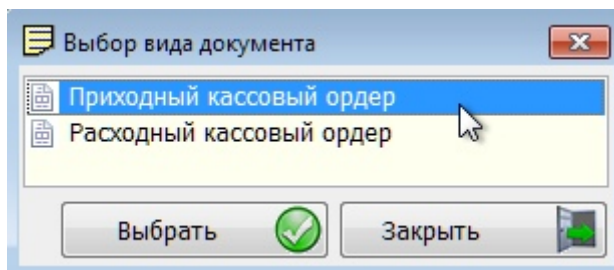 Выбор вида документа
Приходный кассовый ордер
Расходный кассовый ордер
Выбрать
Закрыть